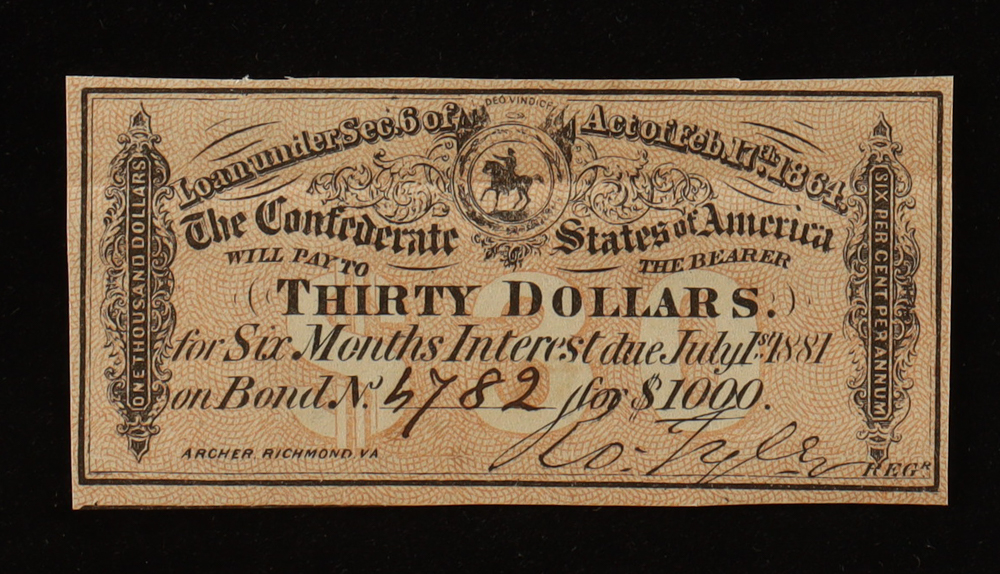 DEO VINDICE
Loan under Sec. 6 of Act of Feb. 17th 1864.
The Confederate States of America
WILL PAY TO THE BEARER
THIRTY DOLLARS.
$30
for Six Months Interest due July 1st 1881
on Bond No. 4782 for $1000.
Ro: Tyler
REGR
ARCHER, RICHMOND, VA
ONE THOUSAND DOLLARS
SIX PER CENT PER ANNUM